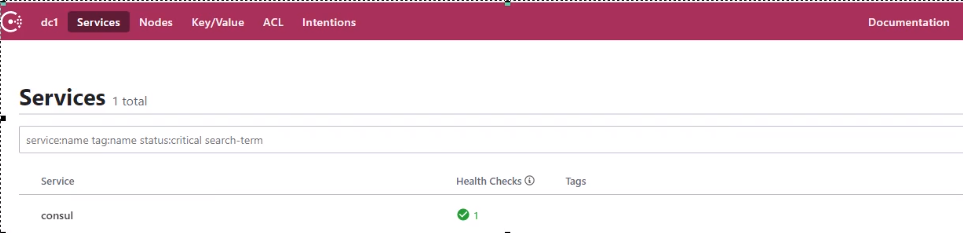 dc1 Services Nodes Key/Value ACL Intentions Documentation
Services 1 total
service:name tag:name status:critical search-term
Service Health Checks Tags
consul 1